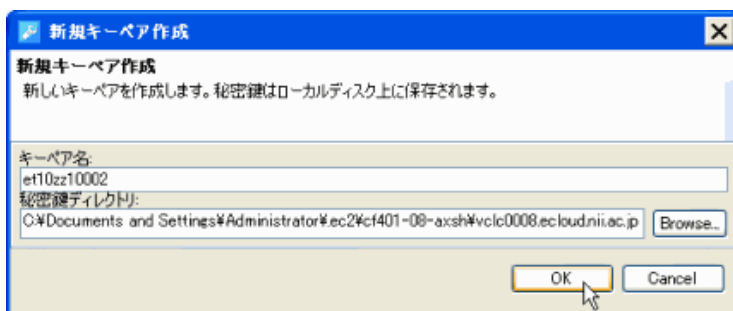 新規キーペア作成
新規キーペア作成
新しいキーペアを作成します。秘密鍵はローカルディスク上に保存されます。
キーペア名:
et10zz10002
秘密鍵ディレクトリ:
C:¥Documents and Settings¥Administrator¥.ec2¥cf401-08-axsh¥vclc0008.ecloud.nii.ac.jp Browse...
OK Cancel